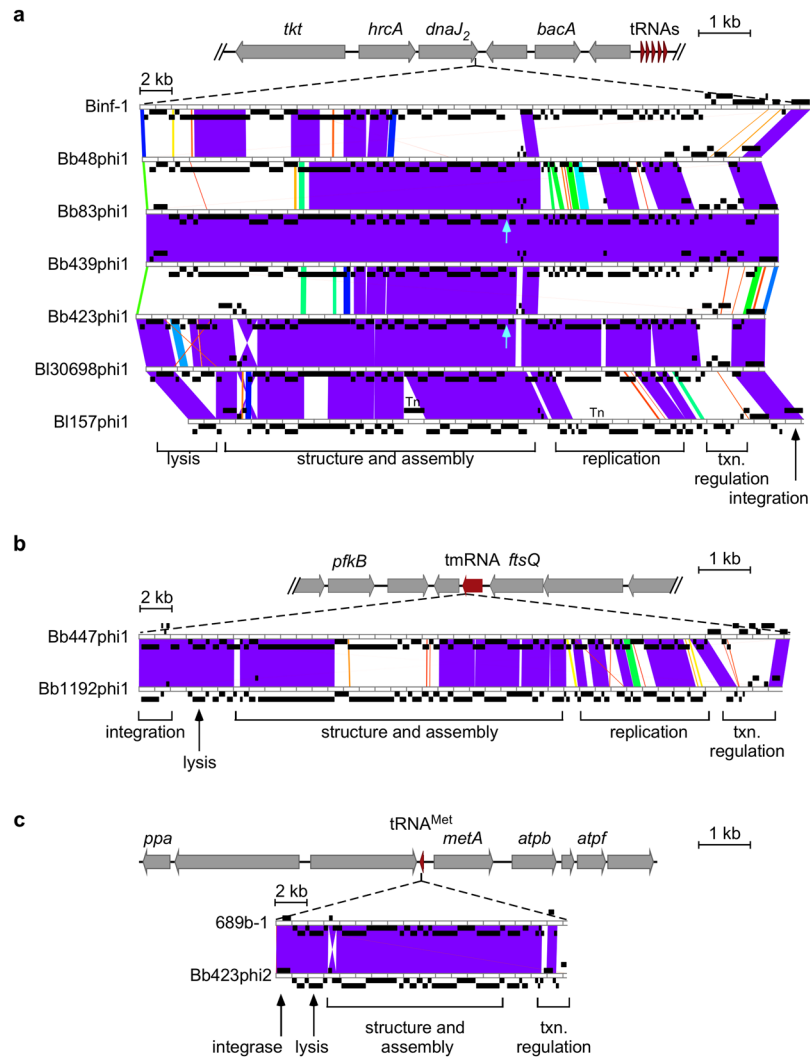 a
tkt hrcA dnaJ2 bacA tRNAs 1 kb
2 kb
Binf-1
Bb48phi1
Bb83phi1
Bb439phi1
Bb423phi1
Bl30698phi1
Tn
Tn
Bl157phi1
lysis structure and assembly replication txn.
regulation
integration
b
pfkB tmRNA ftsQ 1 kb
2 kb
Bb447phi1
Bb1192phi1
integration structure and assembly replication txn.
regulation
lysis
c
tRNAMet
ppa metA atpb atpf 1 kb
2 kb
689b-1
Bb423phi2
integrase lysis structure and txn.
assembly regulation